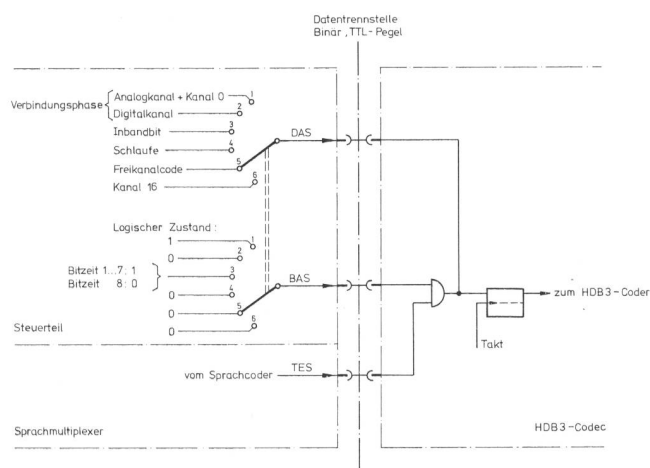 Datentrennstelle
Binär, TTL-Pegel
Verbindungsphase
Analogkanal + Kanal 0
1
Digitalkanal
2
Inbandbit
3
Schlaufe
4
Freikanalcode
5
Kanal 16
6
DAS
Logischer Zustand:
1
1
0
2
Bitzeit 1...7: 1
Bitzeit 8: 0
3
0
4
0
5
0
6
BAS
zum HDB3-Coder
Takt
Steuerteil
vom Sprachcoder
TES
Sprachmultiplexer
HDB3-Codec